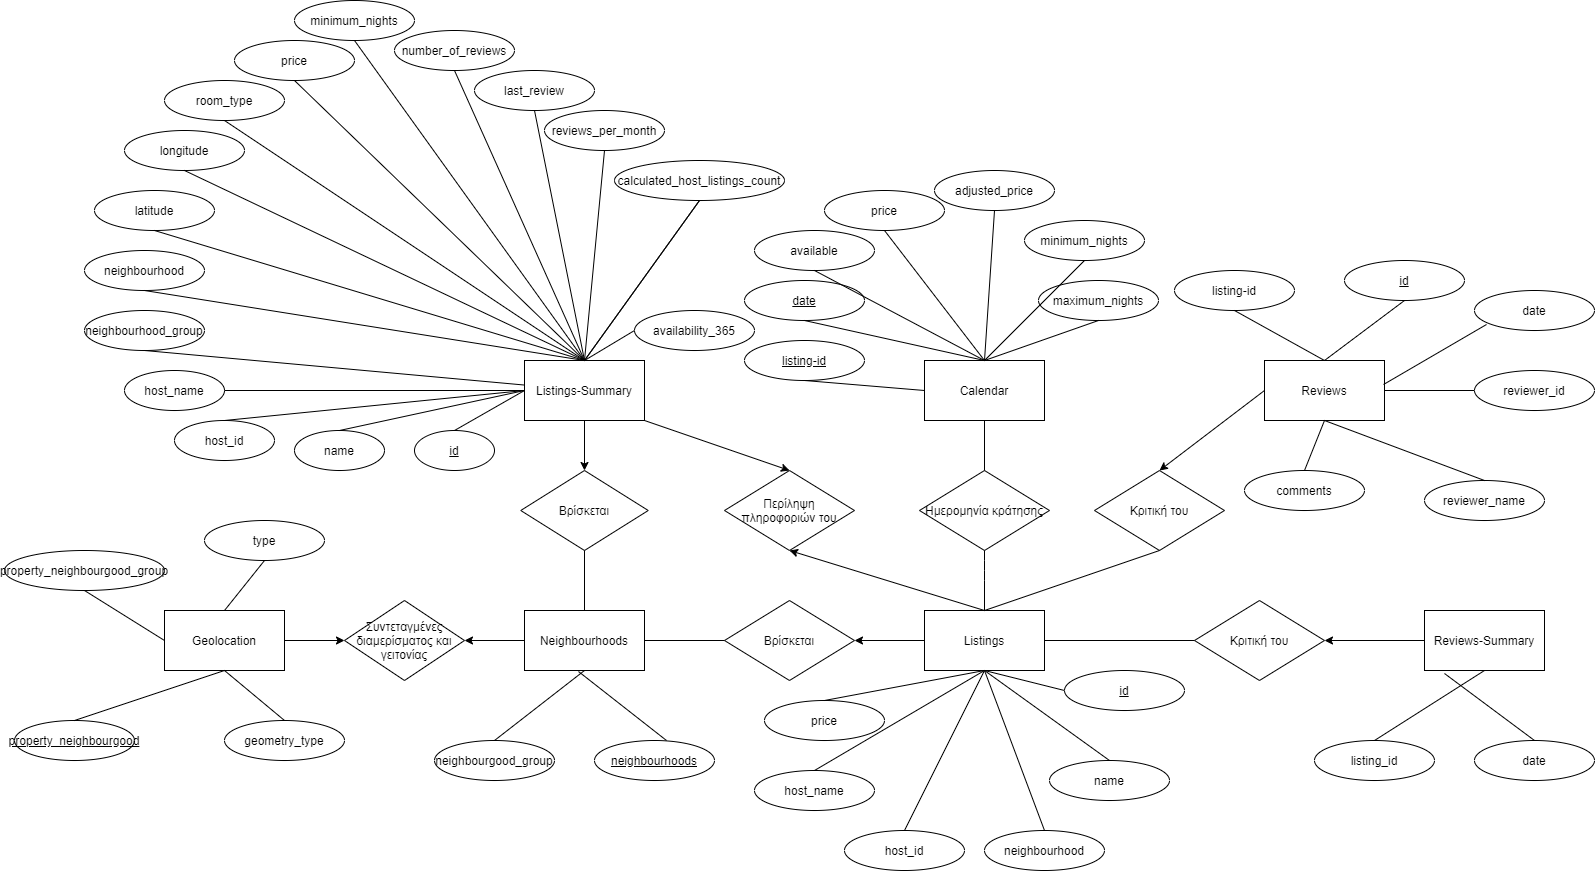 minimum_nights
number_of_reviews
price
last_review
room_type
reviews_per_month
longitude
calculated_host_listings_count
latitude
neighbourhood
neighbourhood_group
availability_365
host_name
Listings-Summary
host_id
name
id
price
adjusted_price
available
minimum_nights
date
maximum_nights
listing-id
Calendar
listing-id
id
date
Reviews
reviewer_id
comments
reviewer_name
Βρίσκεται
Περίληψη
πληροφοριών του
Ημερομηνία κράτησης
Κριτική του
type
property_neighbourgood_group
Geolocation
Συντεταγμένες
διαμερίσματος και
γειτονίας
Neighbourhoods
Βρίσκεται
Listings
Κριτική του
Reviews-Summary
property_neighbourgood
geometry_type
neighbourgood_group
neighbourhoods
price
id
host_name
name
host_id
neighbourhood
listing_id
date